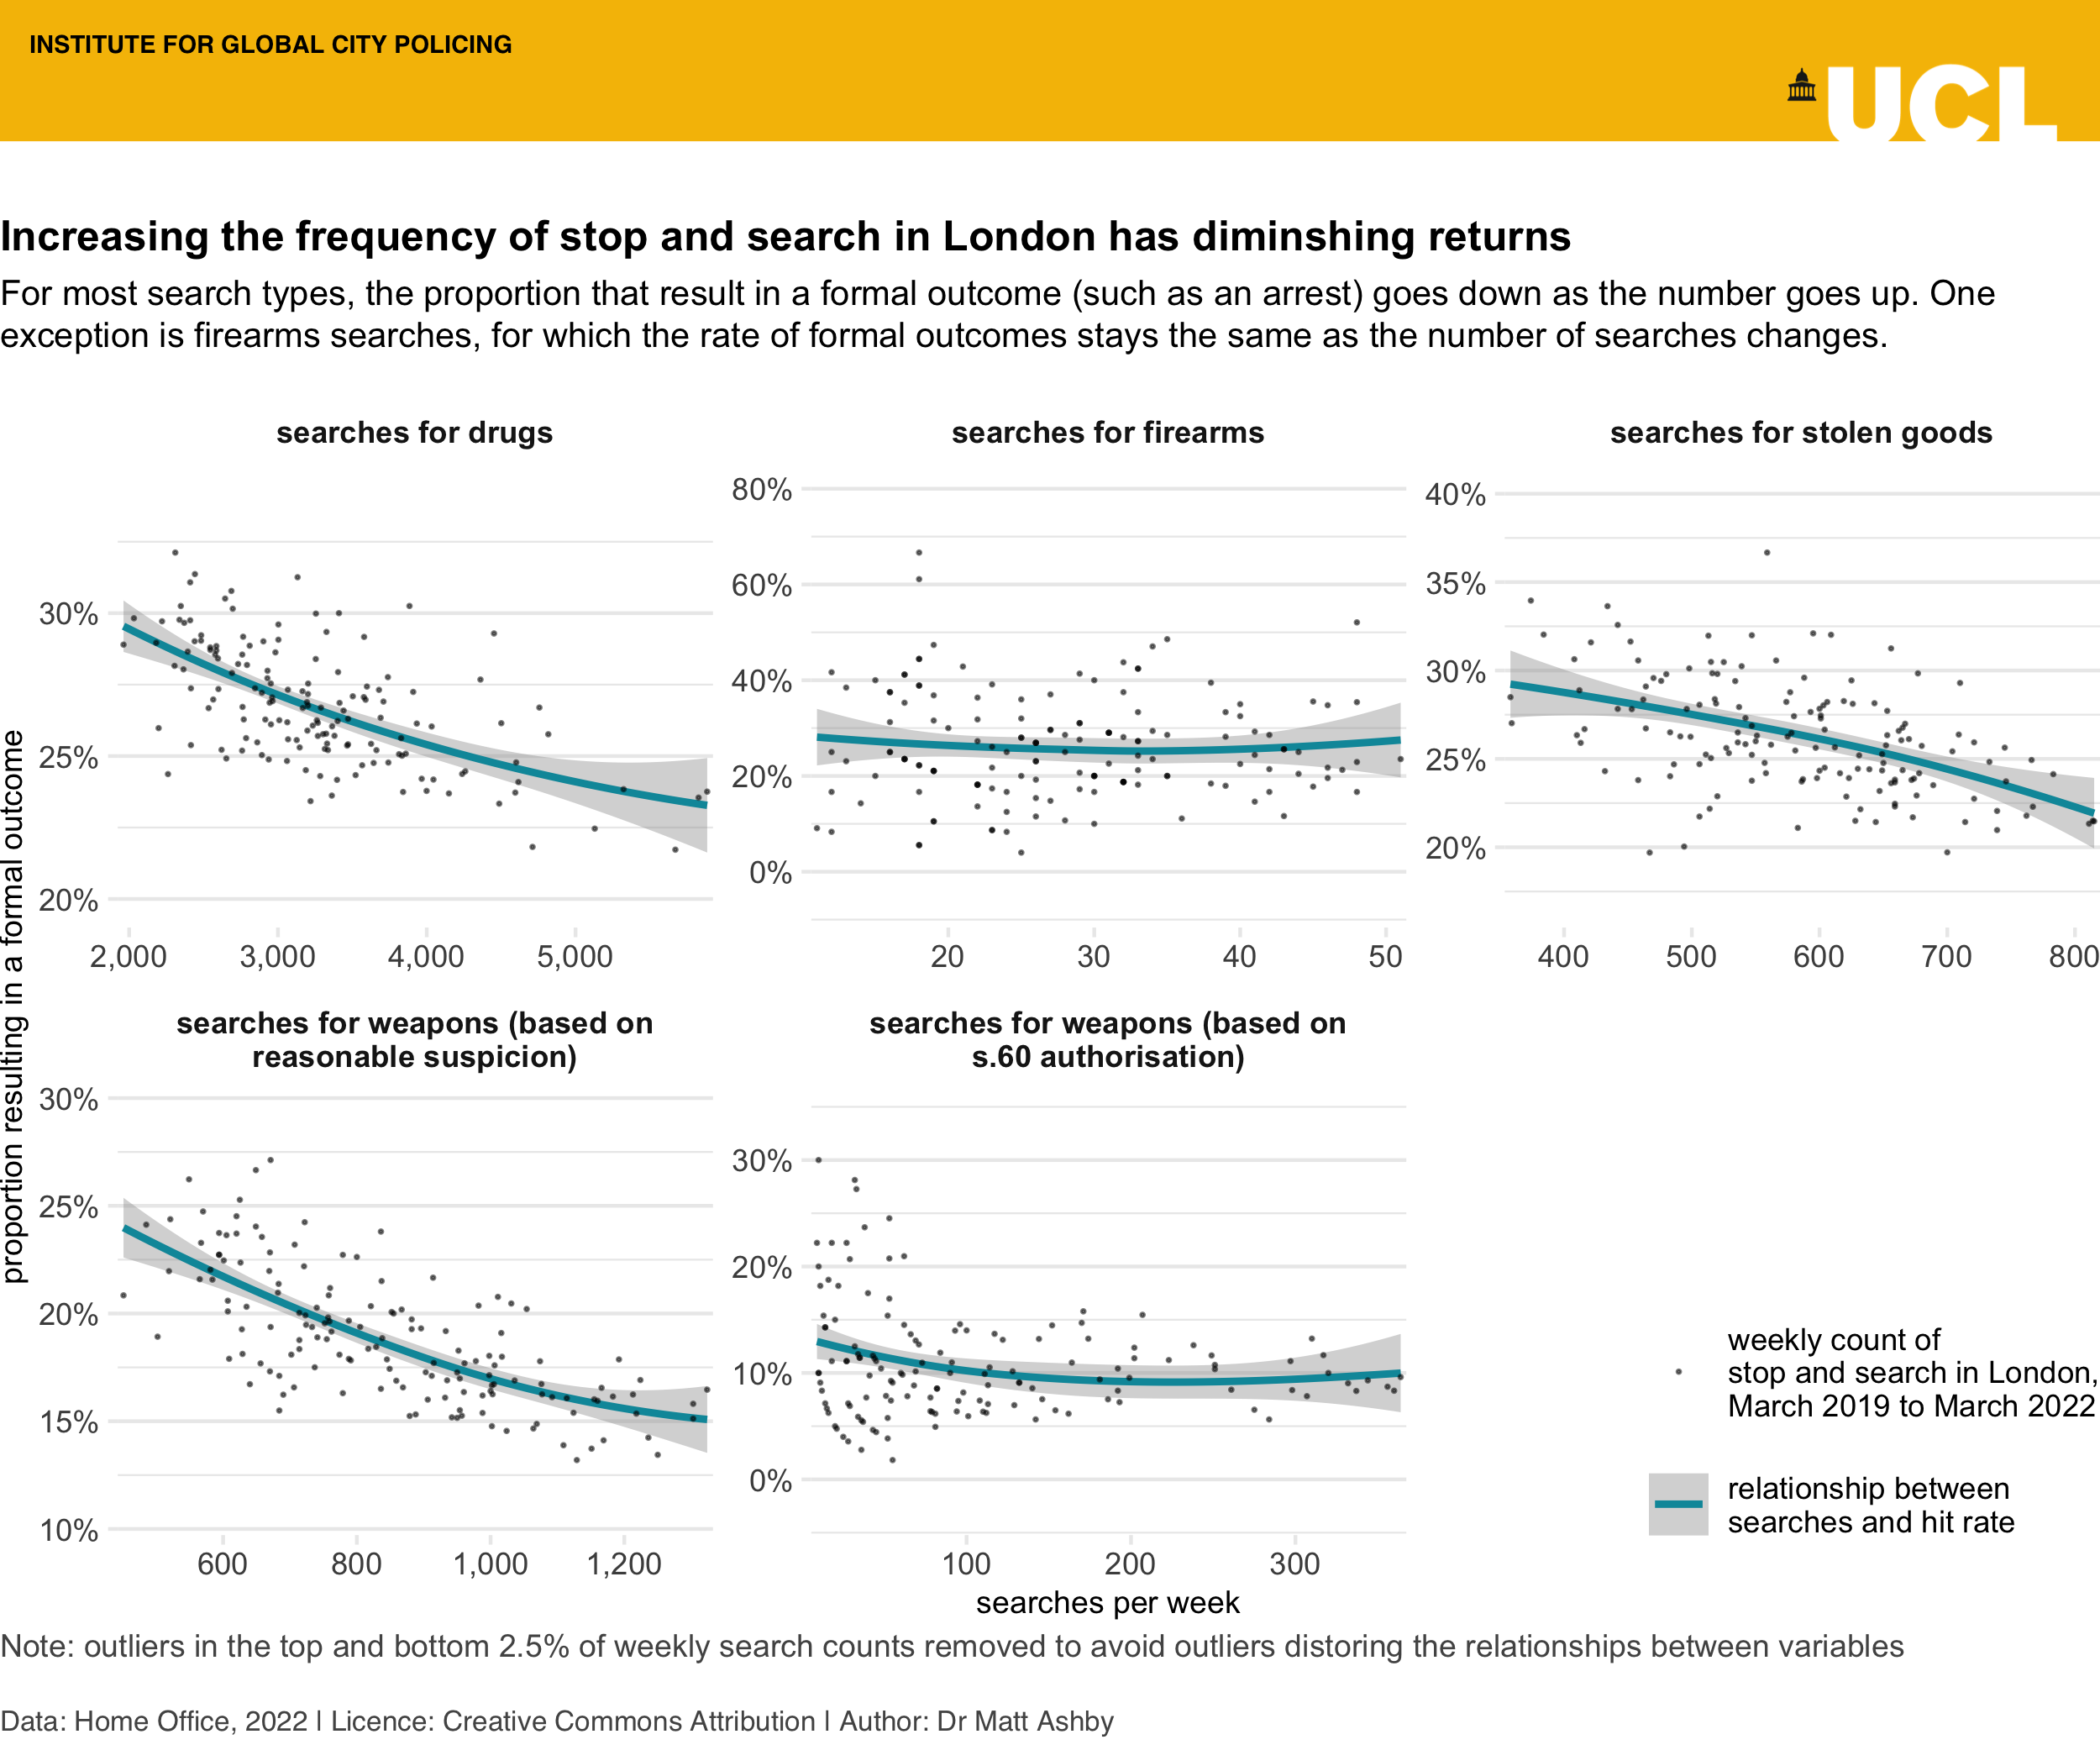 INSTITUTE FOR GLOBAL CITY POLICING
UCL
Increasing the frequency of stop and search in London has diminshing returns
For most search types, the proportion that result in a formal outcome (such as an arrest) goes down as the number goes up. One
exception is firearms searches, for which the rate of formal outcomes stays the same as the number of searches changes.
proportion resulting in a formal outcome
searches for drugs
30%
25%
20%
2,000 3,000 4,000 5,000
searches for firearms
80%
60%
40%
20%
0%
20 30 40 50
searches for stolen goods
40%
35%
30%
25%
20%
400 500 600 700 800
searches for weapons (based on
reasonable suspicion)
30%
25%
20%
15%
10%
600 800 1,000 1,200
searches for weapons (based on
s.60 authorisation)
30%
20%
10%
0%
100 200 300
searches per week
weekly count of
stop and search in London,
March 2019 to March 2022
relationship between
searches and hit rate
Note: outliers in the top and bottom 2.5% of weekly search counts removed to avoid outliers distoring the relationships between variables
Data: Home Office, 2022 | Licence: Creative Commons Attribution | Author: Dr Matt Ashby